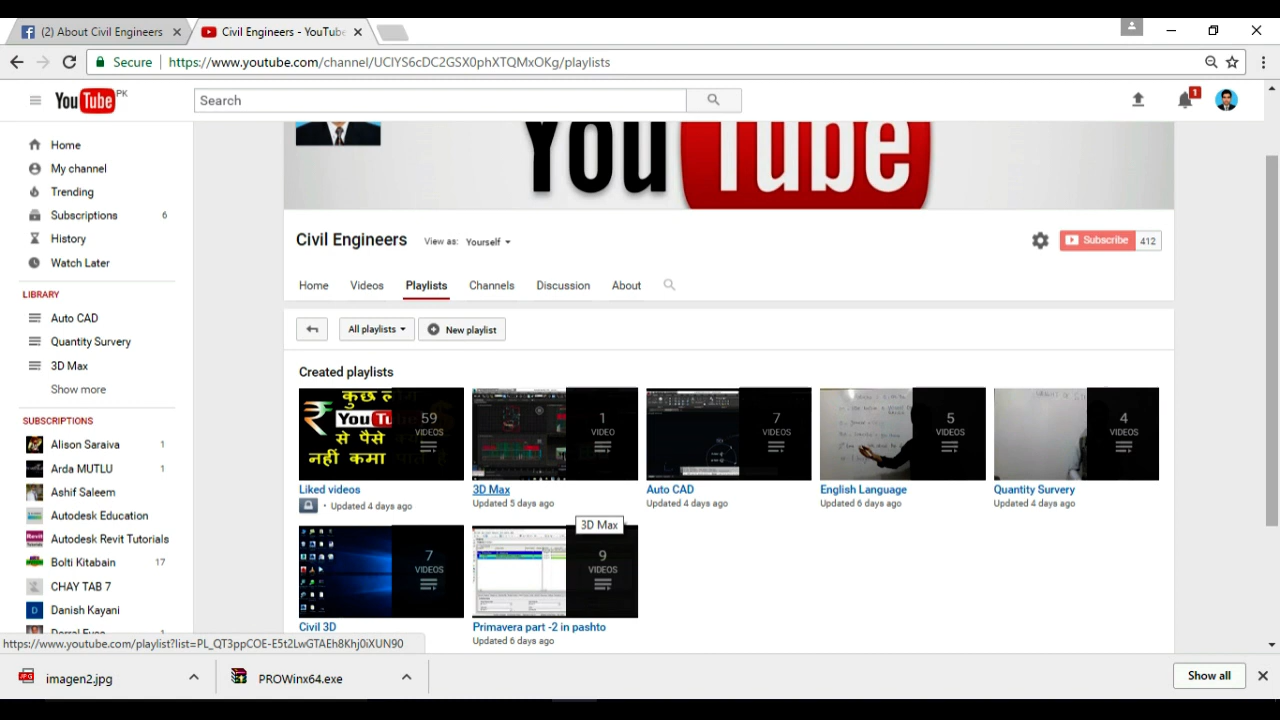 (2) About Civil Engineers
Civil Engineers - YouTube
Secure
https://www.youtube.com/channel/UClYS6cDC2GSX0phXTQMxOKg/playlists
YouTube PK
Search
1
Home
My channel
Trending
Subscriptions 6
History
Watch Later
LIBRARY
Auto CAD
Quantity Survery
3D Max
Show more
SUBSCRIPTIONS
Alison Saraiva 1
Arda MUTLU 1
Ashif Saleem
Autodesk Education
Autodesk Revit Tutorials
Bolti Kitabain 17
CHAY TAB 7
D Danish Kayani
YouTube
Civil Engineers
View as: Yourself
Subscribe 412
Home Videos Playlists Channels Discussion About
All playlists
New playlist
Created playlists
कुछ
₹ YouTu
से पैसे
नहीं कमा
59 VIDEOS
1 VIDEO
7 VIDEOS
5 VIDEOS
4 VIDEOS
Liked videos
• Updated 4 days ago
3D Max
Updated 5 days ago
Auto CAD
Updated 4 days ago
English Language
Updated 6 days ago
Quantity Survery
Updated 4 days ago
3D Max
7 VIDEOS
9 VIDEOS
Civil 3D
Primavera part -2 in pashto
Updated 6 days ago
https://www.youtube.com/playlist?list=PL_QT3ppCOE-E5t2LwGTAEh8Khj0iXUN90
imagen2.jpg
PROWinx64.exe
Show all